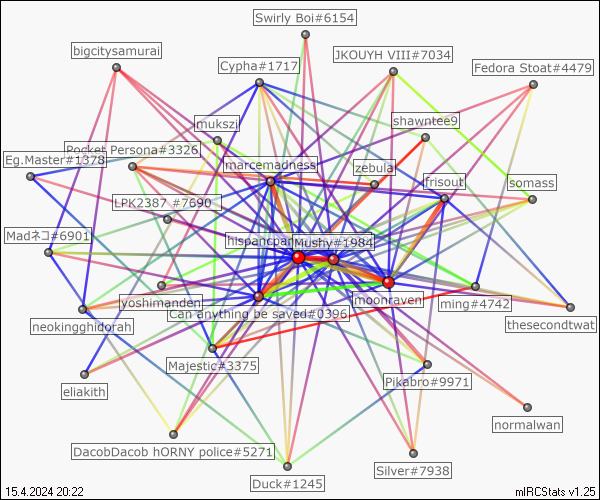 Swirly Boi#6154
bigcitysamurai
JKOUYH VIII#7034
Cypha#1717
Fedora Stoat#4479
mukszi
shawntee9
Pocket Persona#3326
Eg.Master#1378
marcemadness
zebula
frisout
somass
LPK2387 #7690
Madネコ#6901
Mushy#1984
yoshimanden
moonraven
ming#4742
Can anything be saved#0396
neokingghidorah
thesecondtwat
Majestic#3375
Pikabro#9971
eliakith
normalwan
DacobDacob hORNY police#5271
Silver#7938
Duck#1245
15.4.2024 20:22
mIRCStats v1.25